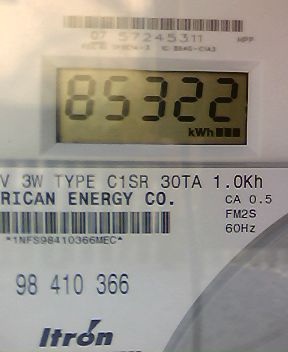 07 57245311
85322
kWh
V 3W TYPE C1SR 30TA 1.0Kh
RICAN ENERGY CO.
CA 0.5
FM2S
60Hz
*1NFS98410366MEC*
98 410 366
Itrón